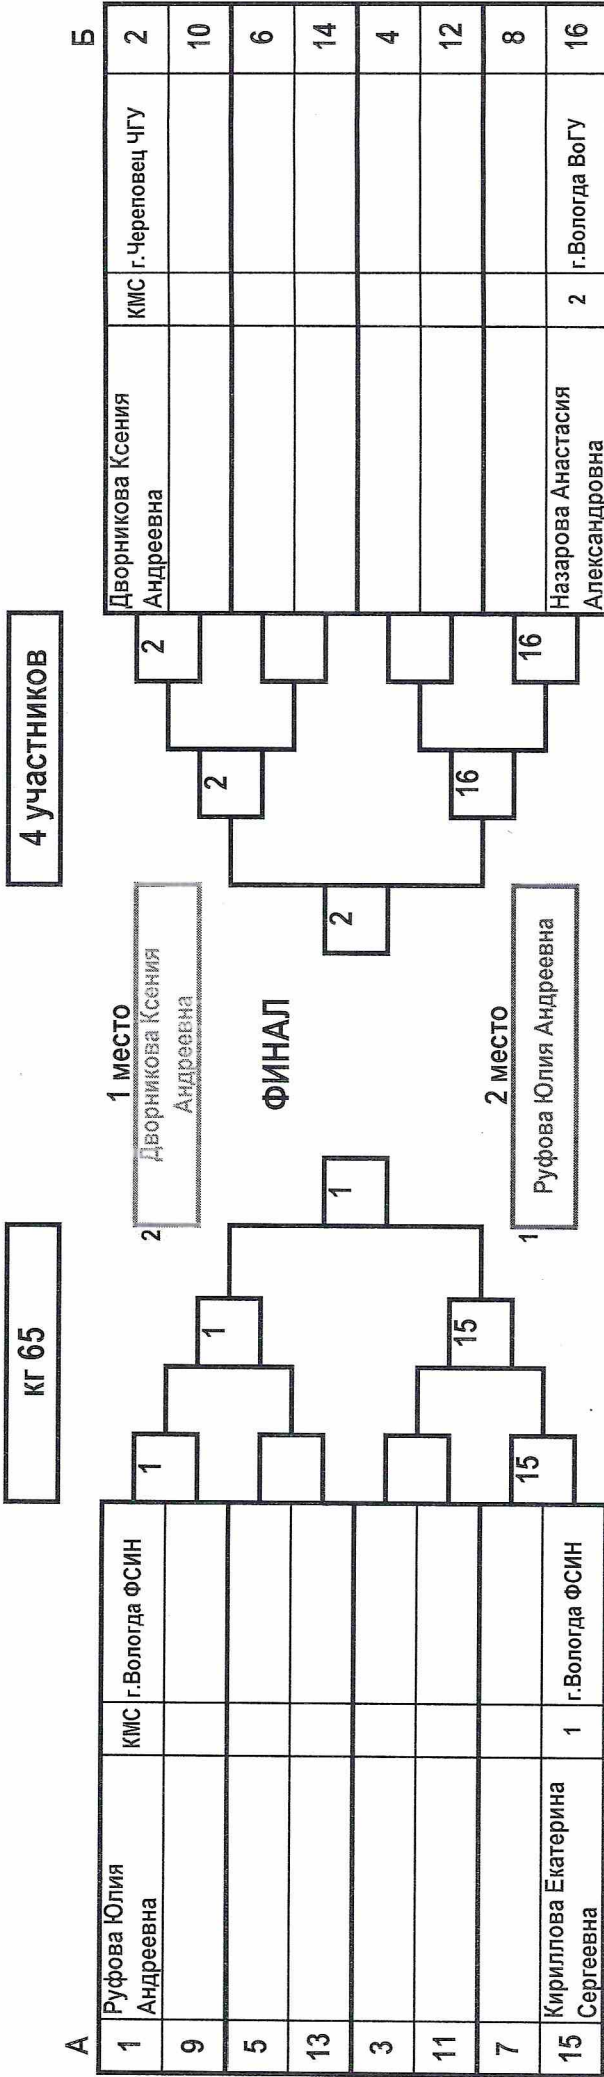 кг 65
4 участников
А
1 Руфова Юлия Андреевна КМС г.Вологда ФСИН
9
5
13
3
11
7
15 Кириллова Екатерина Сергеевна 1 г.Вологда ФСИН
1
15
1
15
1
1 место
2 Дворникова Ксения
Андреевна
ФИНАЛ
2 место
1 Руфова Юлия Андреевна
2
2
16
2
16
Б
Дворникова Ксения Андреевна КМС г.Череповец ЧГУ 2
10
6
14
4
12
8
Назарова Анастасия Александровна 2 г.Вологда ВоГУ 16